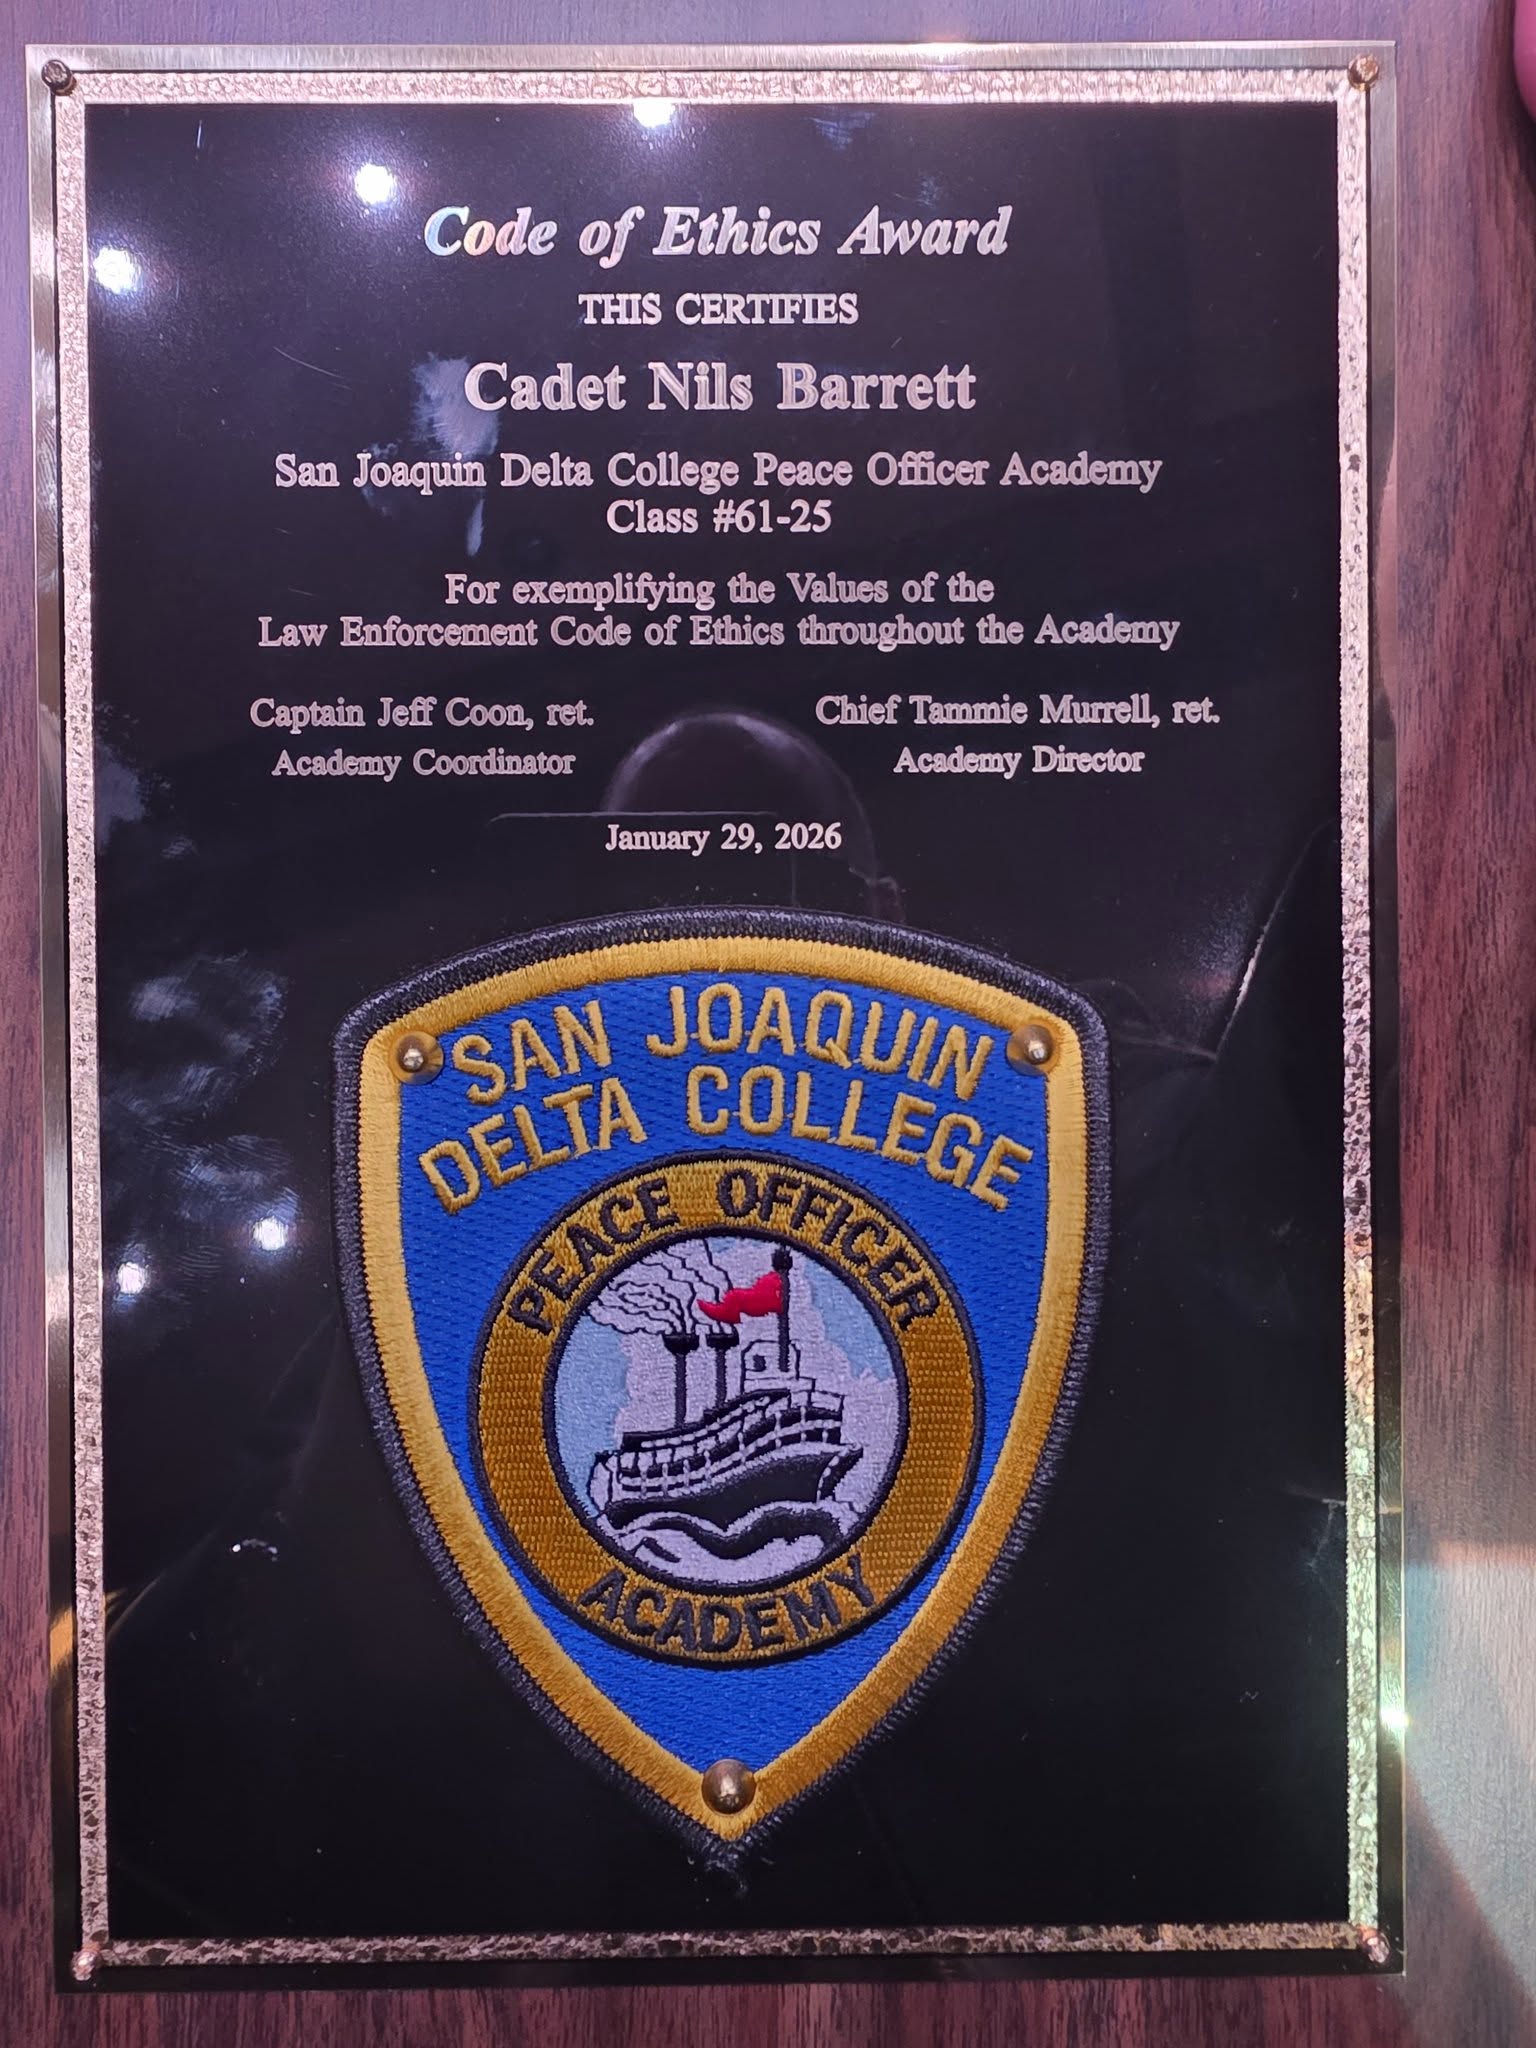 Code of Ethics Award
THIS CERTIFIES
Cadet Nils Barrett
San Joaquin Delta College Peace Officer Academy
Class #61-25
For exemplifying the Values of the
Law Enforcement Code of Ethics throughout the Academy
Captain Jeff Coon, ret.
Academy Coordinator
Chief Tammie Murrell, ret.
Academy Director
January 29, 2026
SAN JOAQUIN
DELTA COLLEGE
PEACE OFFICER
ACADEMY